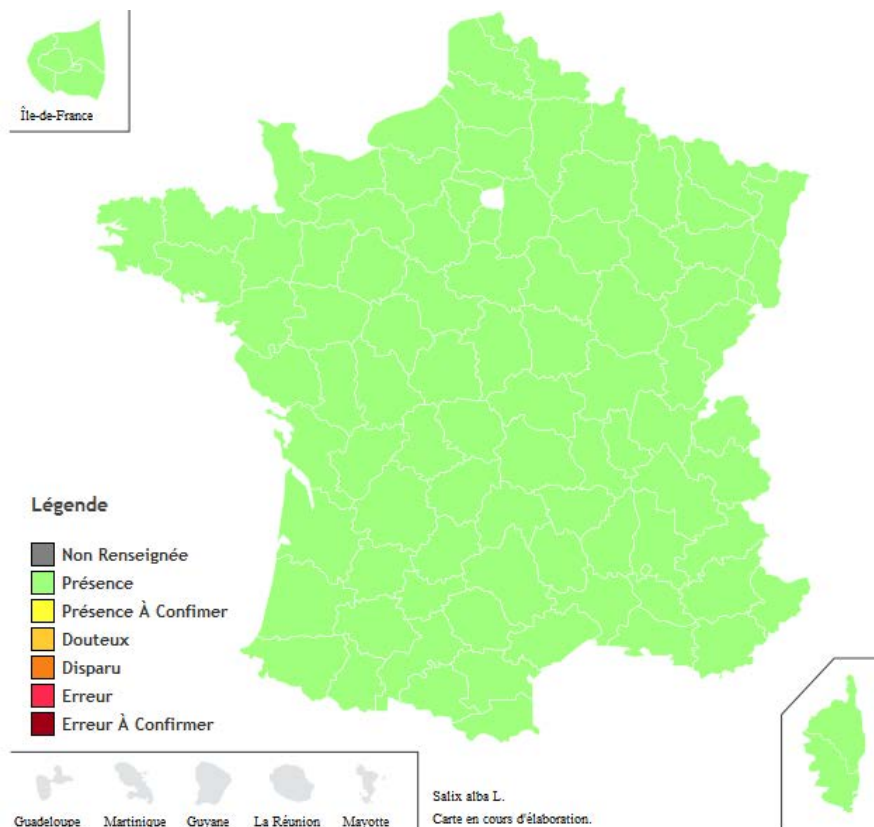 Île-de-France
Légende
Non Renseignée
Présence
Présence À Confimer
Douteux
Disparu
Erreur
Erreur À Confirmer
Guadeloupe Martinique Guyane La Réunion Mayotte
Salix alba L.
Carte en cours d'élaboration.